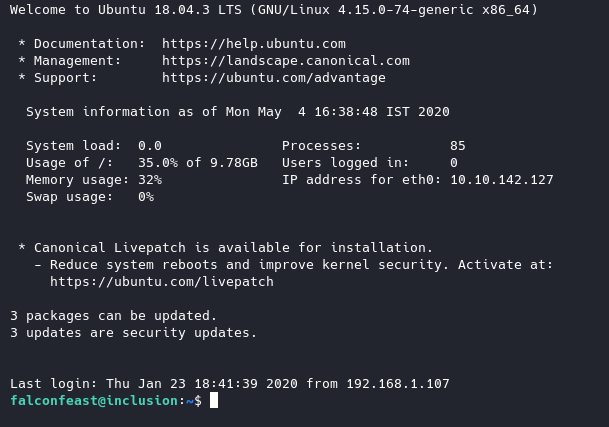 Welcome to Ubuntu 18.04.3 LTS (GNU/Linux 4.15.0-74-generic x86_64)
* Documentation:  https://help.ubuntu.com
* Management:     https://landscape.canonical.com
* Support:        https://ubuntu.com/advantage
System information as of Mon May  4 16:38:48 IST 2020
System load:  0.0               Processes:           85
Usage of /:   35.0% of 9.78GB   Users logged in:     0
Memory usage: 32%               IP address for eth0: 10.10.142.127
Swap usage:   0%
* Canonical Livepatch is available for installation.
- Reduce system reboots and improve kernel security. Activate at:
https://ubuntu.com/livepatch
3 packages can be updated.
3 updates are security updates.
Last login: Thu Jan 23 18:41:39 2020 from 192.168.1.107
falconfeast@inclusion:~$